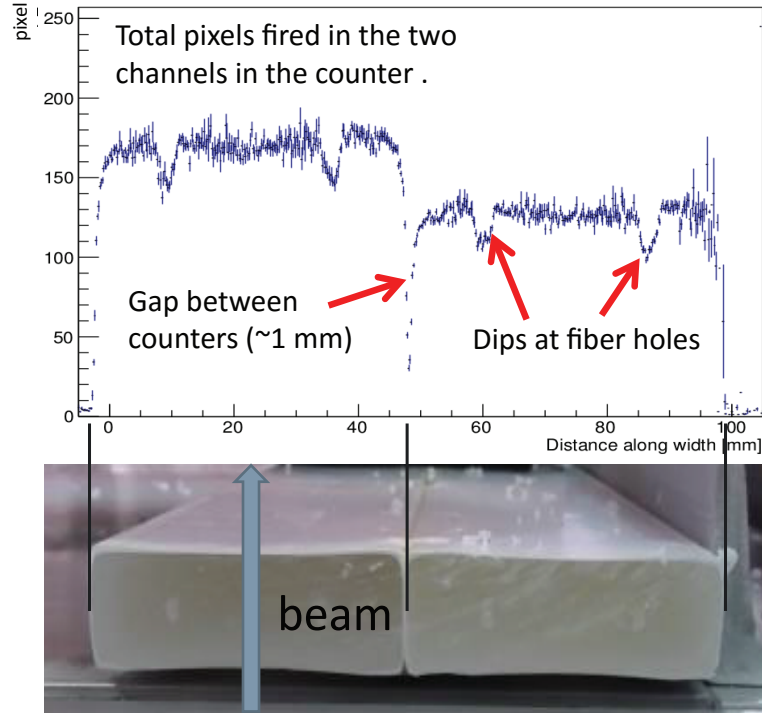 pixel
250
Total pixels fired in the two
channels in the counter .
200
150
100
Gap between
counters (~1 mm)
Dips at fiber holes
50
0
0 20 40 60 80 100
Distance along width [mm]
beam